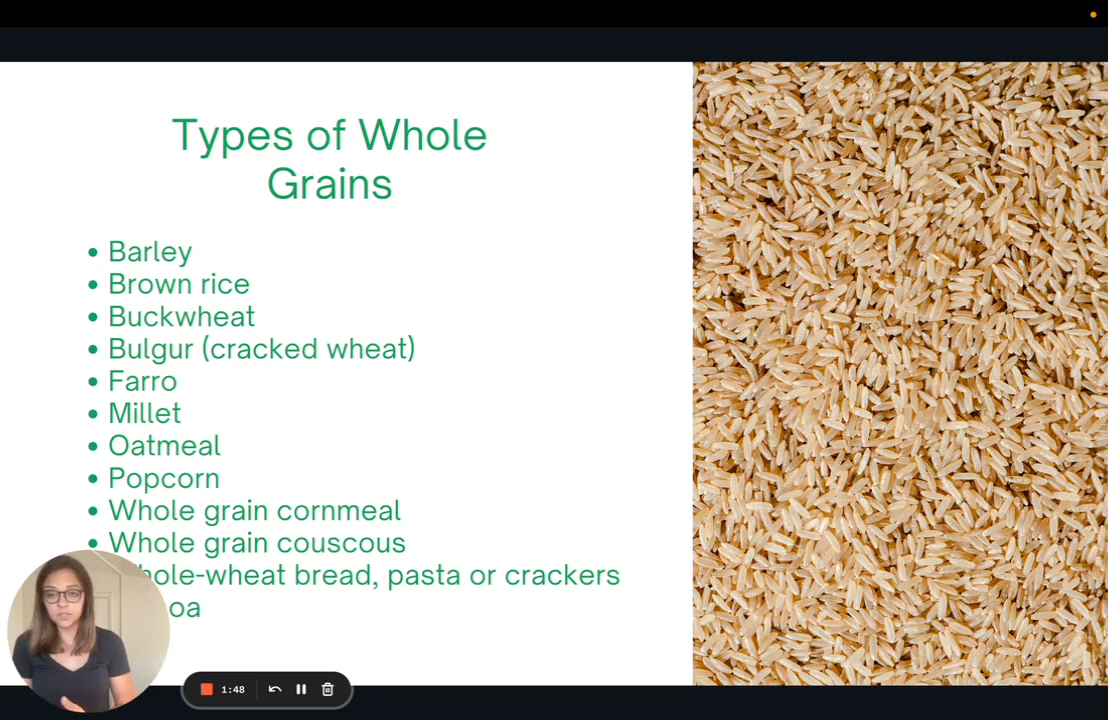 Types of Whole
Grains
• Barley
• Brown rice
• Buckwheat
• Bulgur (cracked wheat)
• Farro
• Millet
• Oatmeal
• Popcorn
• Whole grain cornmeal
• Whole grain couscous
hole-wheat bread, pasta or crackers
oa
1:48